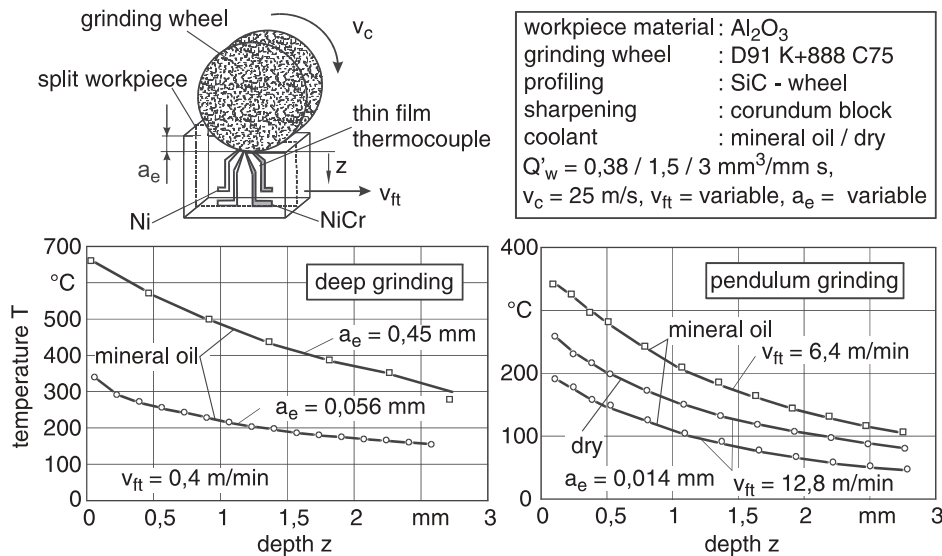 grinding wheel
v_c
split workpiece
thin film
thermocouple
a_e
z
v_ft
Ni
NiCr
workpiece material : Al₂O₃
grinding wheel : D91 K+888 C75
profiling : SiC - wheel
sharpening : corundum block
coolant : mineral oil / dry
Q'_w = 0,38 / 1,5 / 3 mm³/mm s,
v_c = 25 m/s, v_ft = variable, a_e = variable
temperature T
700
°C
500
400
300
200
100
0
deep grinding
a_e = 0,45 mm
mineral oil
a_e = 0,056 mm
v_ft = 0,4 m/min
0 0,5 1 1,5 2 mm 3
depth z
400
°C
200
100
0
pendulum grinding
mineral oil
v_ft = 6,4 m/min
dry
a_e = 0,014 mm
v_ft = 12,8 m/min
0 0,5 1 1,5 2 mm 3
depth z